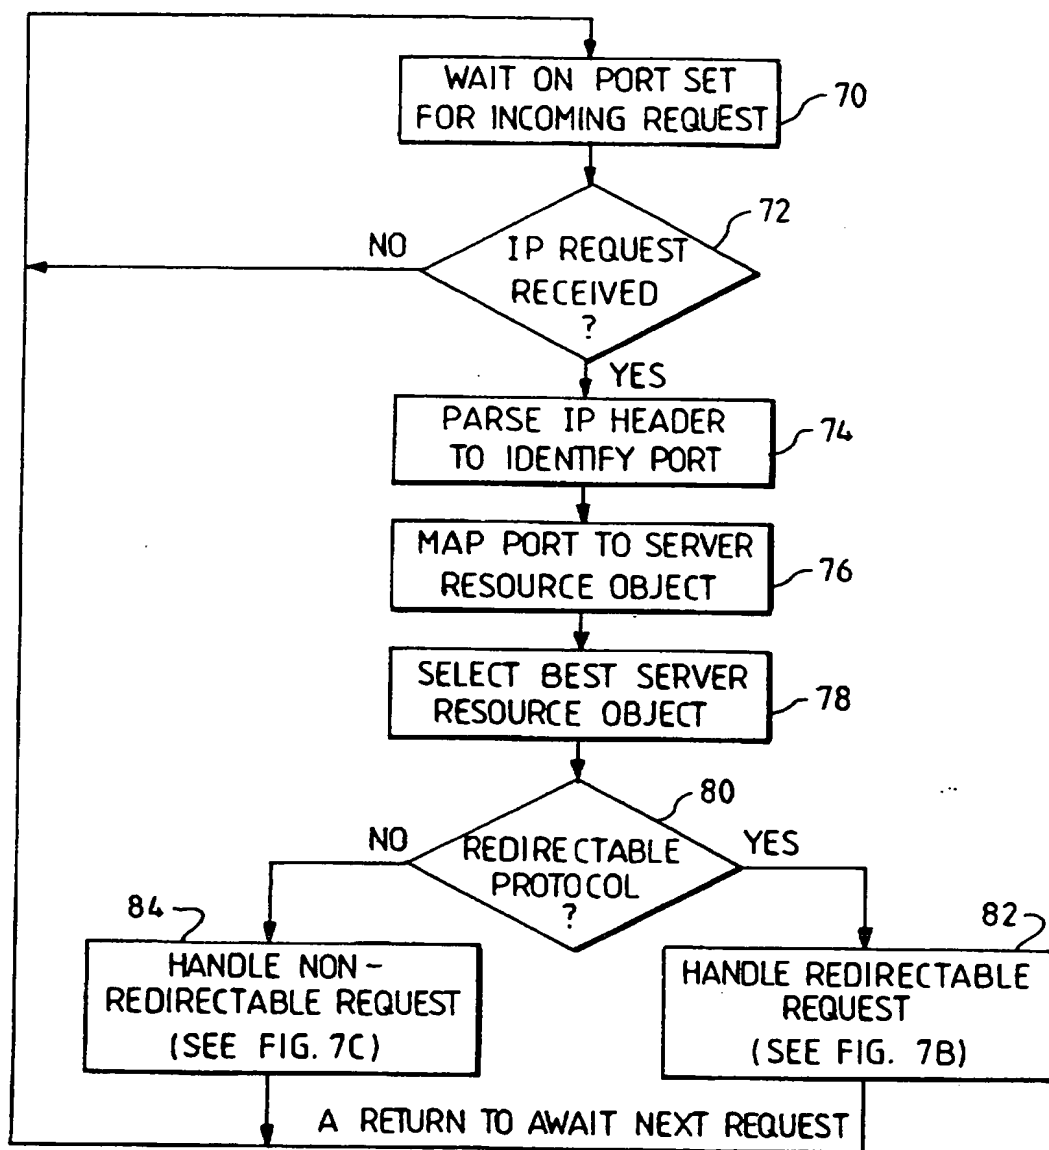 WAIT ON PORT SET
FOR INCOMING REQUEST
70
72
NO
IP REQUEST
RECEIVED
?
YES
PARSE IP HEADER
TO IDENTIFY PORT
74
MAP PORT TO SERVER
RESOURCE OBJECT
76
SELECT BEST SERVER
RESOURCE OBJECT
78
80
NO
YES
REDIRECTABLE
PROTOCOL
?
84
82
HANDLE NON-
REDIRECTABLE REQUEST
(SEE FIG. 7C)
HANDLE REDIRECTABLE
REQUEST
(SEE FIG. 7B)
A RETURN TO AWAIT NEXT REQUEST